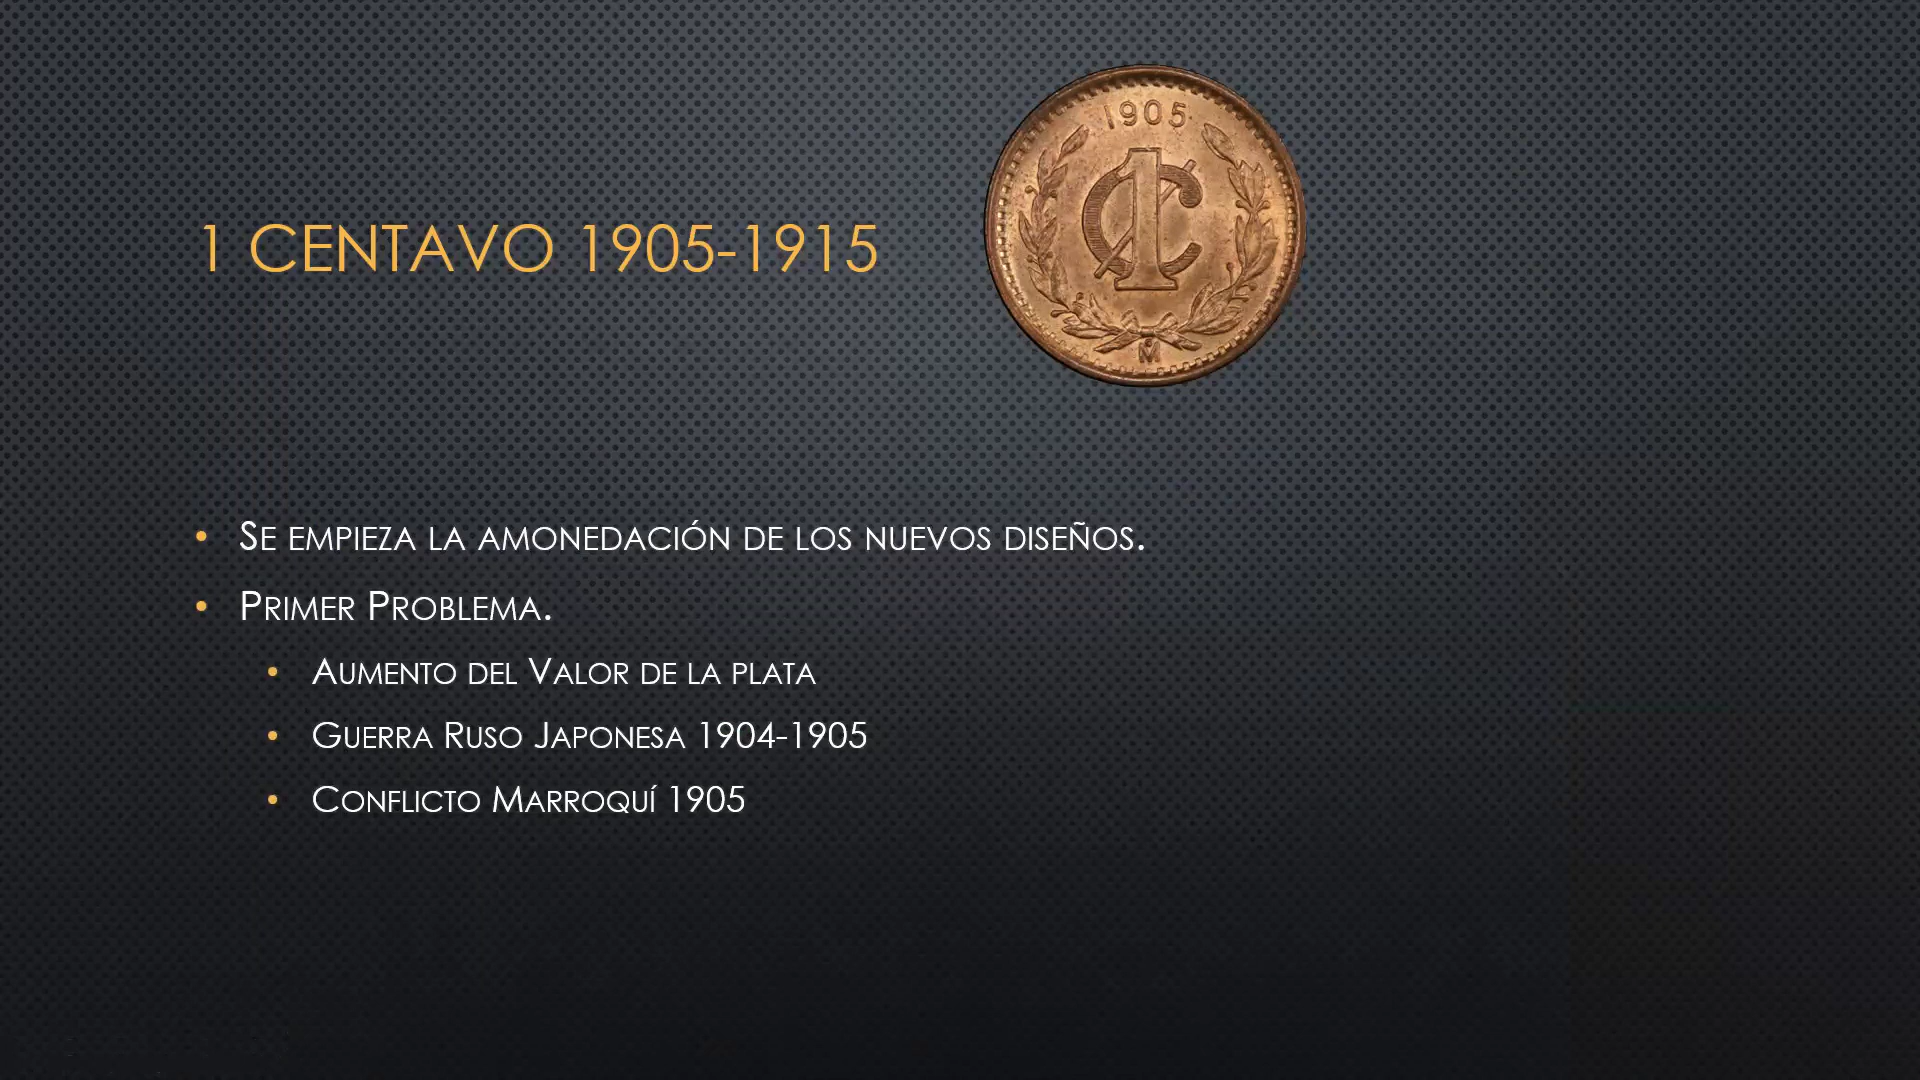 1 CENTAVO 1905-1915
1905
1C
M
• SE EMPIEZA LA AMONEDACIÓN DE LOS NUEVOS DISEÑOS.
• PRIMER PROBLEMA.
• AUMENTO DEL VALOR DE LA PLATA
• GUERRA RUSO JAPONESA 1904-1905
• CONFLICTO MARROQUÍ 1905